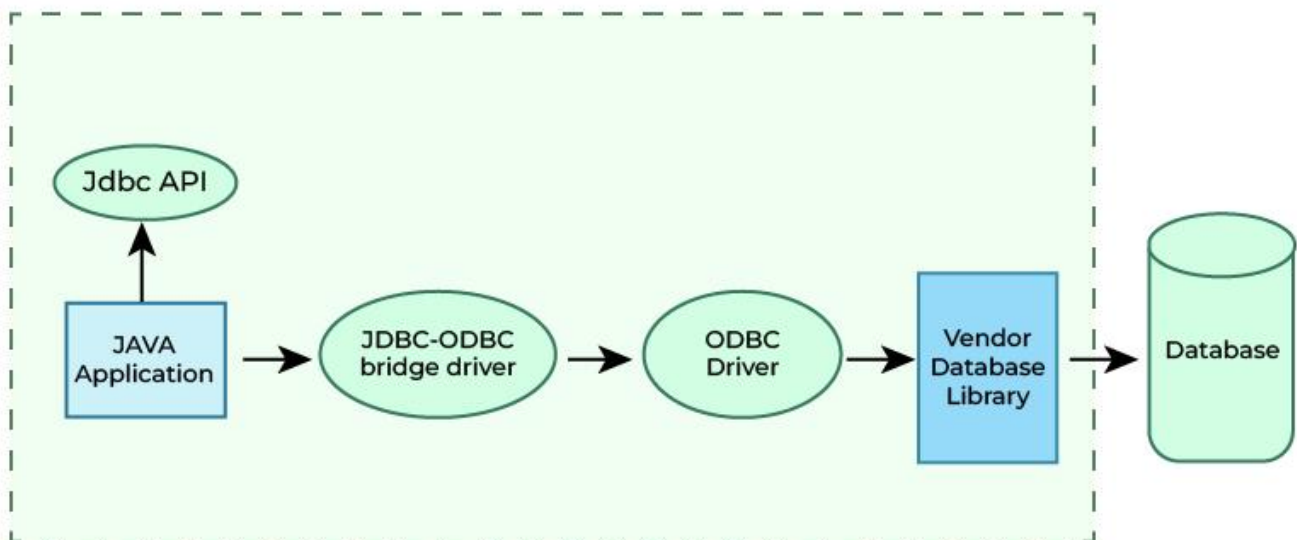 Jdbc API
JAVA
Application
JDBC-ODBC
bridge driver
ODBC
Driver
Vendor
Database
Library
Database